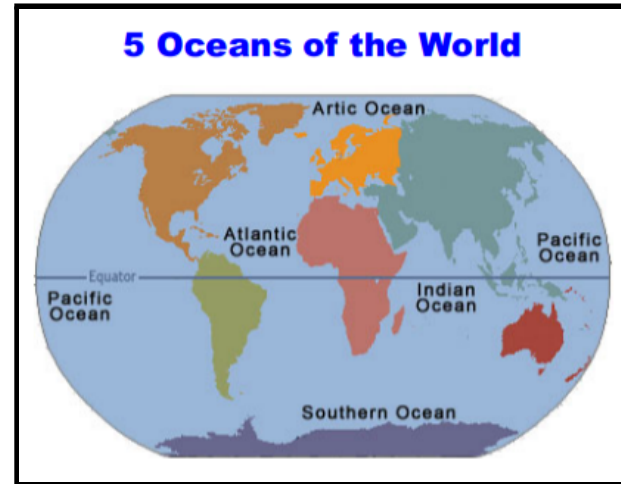 5 Oceans of the World
Artic Ocean
Atlantic
Ocean
Pacific
Ocean
Equator
Pacific
Ocean
Indian
Ocean
Southern Ocean